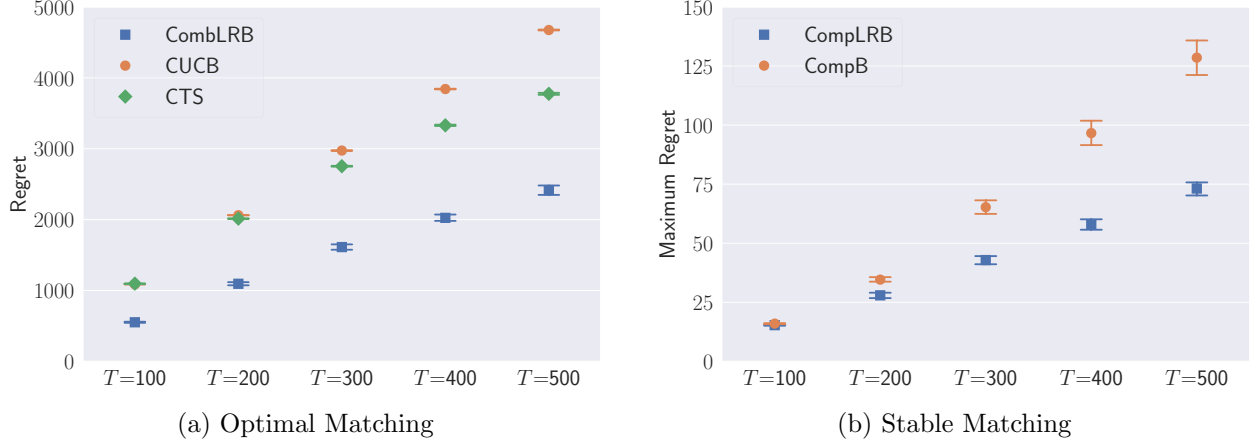 5000
4000
3000
2000
1000
0
Regret
CombLRB
CUCB
CTS
T=100 T=200 T=300 T=400 T=500
(a) Optimal Matching
150
125
100
75
50
25
0
Maximum Regret
CompLRB
CompB
T=100 T=200 T=300 T=400 T=500
(b) Stable Matching